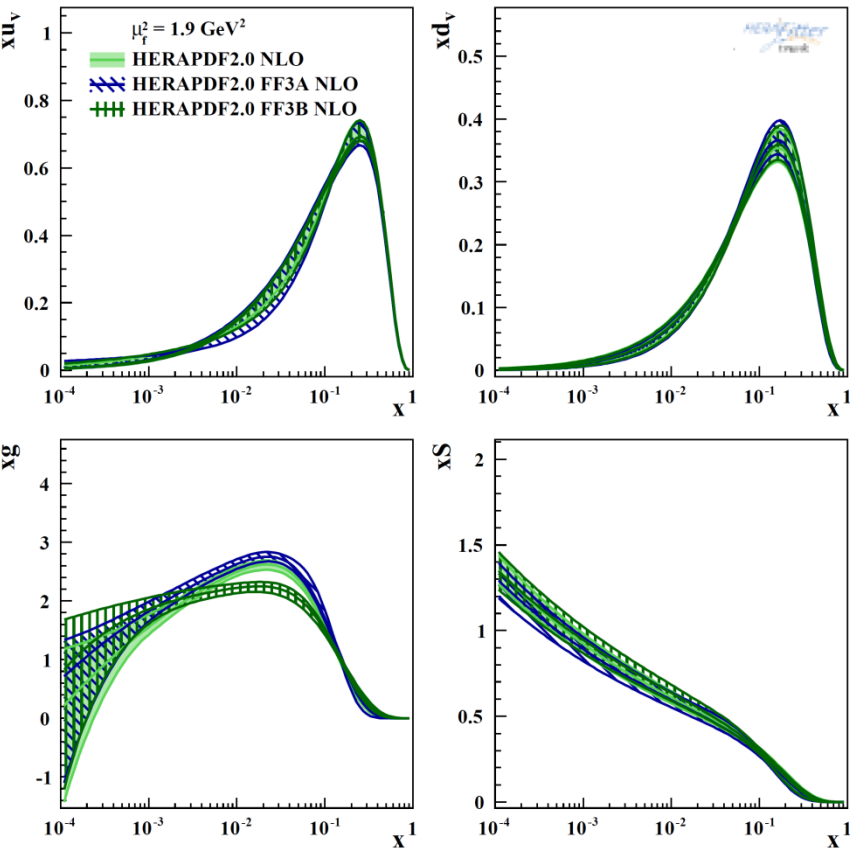 xu_v
μ_f² = 1.9 GeV²
HERAPDF2.0 NLO
HERAPDF2.0 FF3A NLO
HERAPDF2.0 FF3B NLO
1
0.8
0.6
0.4
0.2
0
10⁻⁴ 10⁻³ 10⁻² 10⁻¹ 1
x
xd_v
0.5
0.4
0.3
0.2
0.1
0
10⁻⁴ 10⁻³ 10⁻² 10⁻¹ 1
x
xg
4
3
2
1
0
-1
10⁻⁴ 10⁻³ 10⁻² 10⁻¹ 1
x
xS
2
1.5
1
0.5
0
10⁻⁴ 10⁻³ 10⁻² 10⁻¹ 1
x